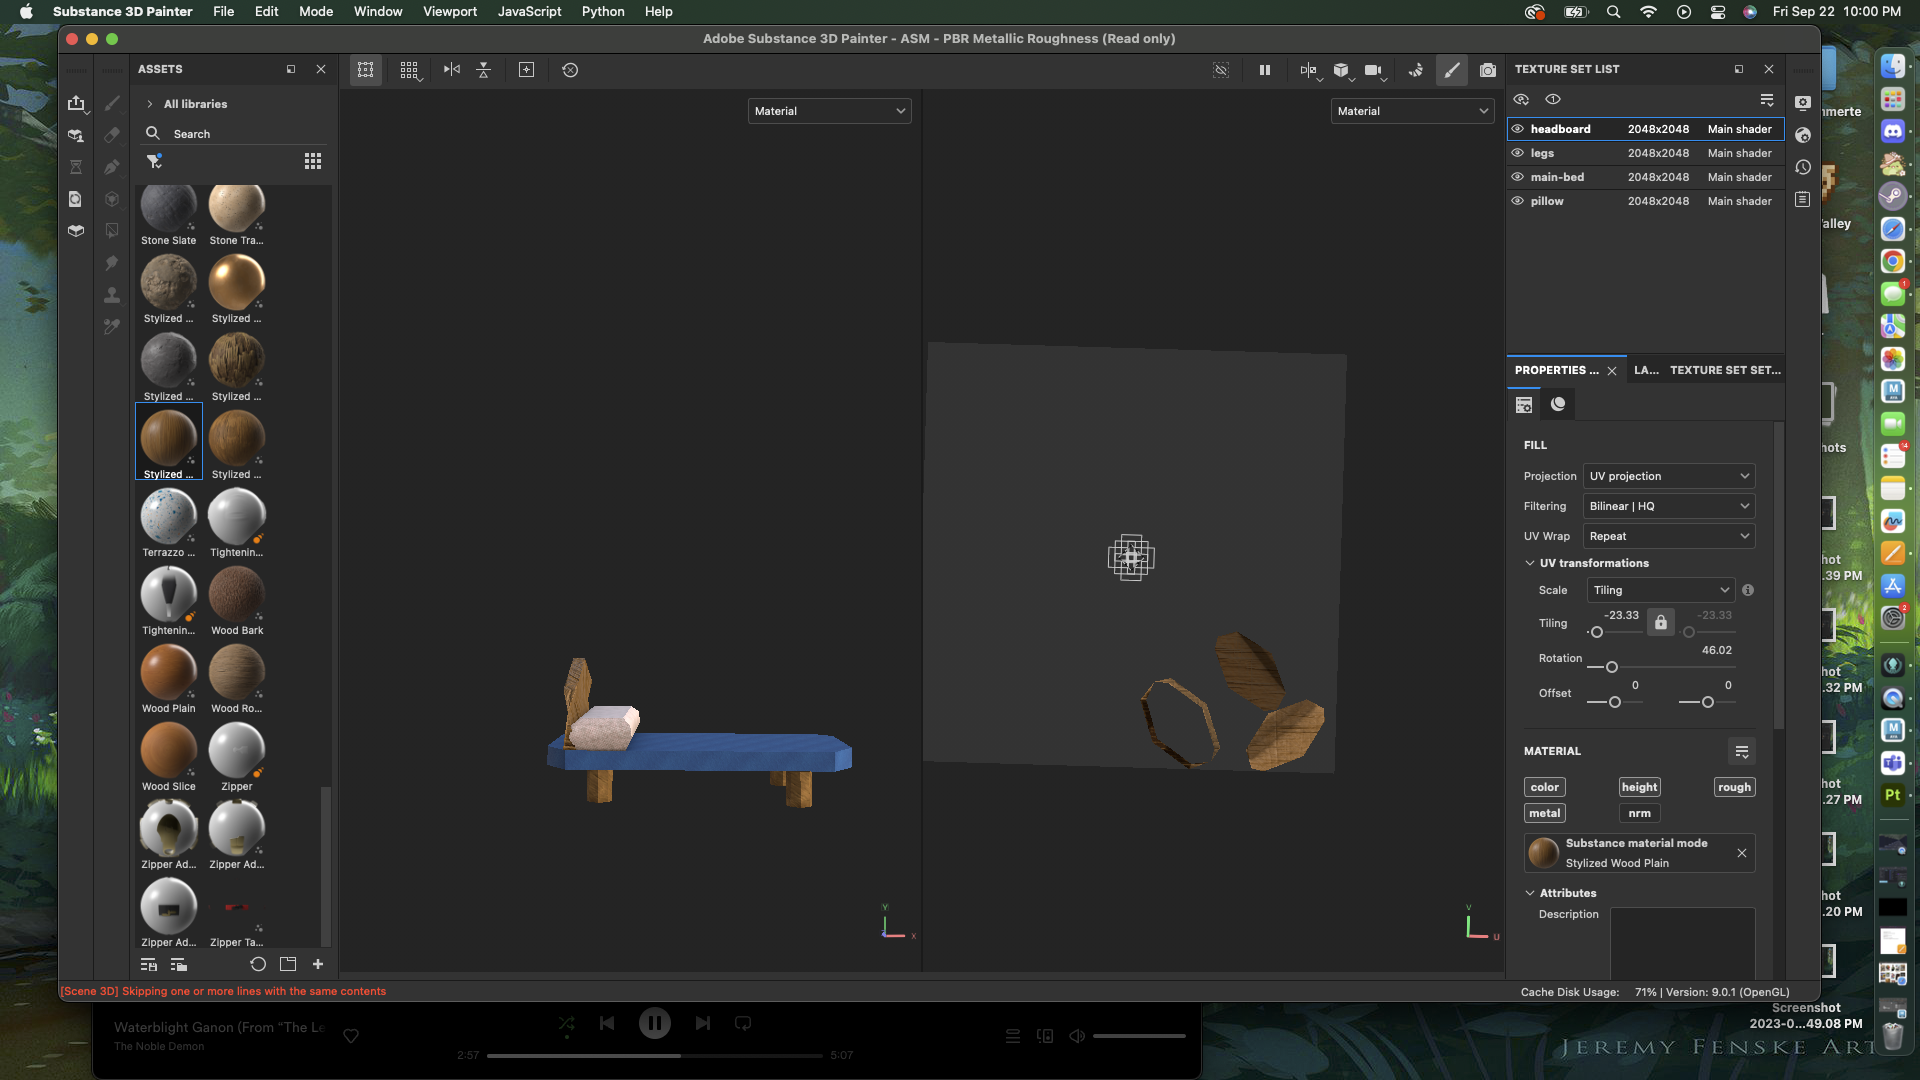 Substance 3D Painter File Edit Mode Window Viewport JavaScript Python Help
Fri Sep 22 10:00 PM
Adobe Substance 3D Painter - ASM - PBR Metallic Roughness (Read only)
ASSETS
All libraries
Search
Stone Slate Stone Tra...
Stylized ... Stylized ...
Stylized ... Stylized ...
Stylized ... Stylized ...
Terrazzo ... Tightenin...
Tightenin... Wood Bark
Wood Plain Wood Ro...
Wood Slice Zipper
Zipper Ad... Zipper Ad...
Zipper Ad... Zipper Ta...
Material
Y
X
Material
V
U
TEXTURE SET LIST
headboard 2048x2048 Main shader
legs 2048x2048 Main shader
main-bed 2048x2048 Main shader
pillow 2048x2048 Main shader
PROPERTIES ... LA... TEXTURE SET SET...
FILL
Projection UV projection
Filtering Bilinear | HQ
UV Wrap Repeat
UV transformations
Scale Tiling
Tiling -23.33 -23.33
Rotation 46.02
Offset 0 0
MATERIAL
color height rough
metal nrm
Substance material mode
Stylized Wood Plain
Attributes
Description
[Scene 3D] Skipping one or more lines with the same contents
Cache Disk Usage: 71% | Version: 9.0.1 (OpenGL)
nmerte
alley
hots
hot
.39 PM
hot
.32 PM
hot
.27 PM
hot
.20 PM
Screenshot
2023-0...49.08 PM
1
14
2
Pt
Waterblight Ganon (From "The Le
The Noble Demon
2:57
5:07
JEREMY FENSKE ART